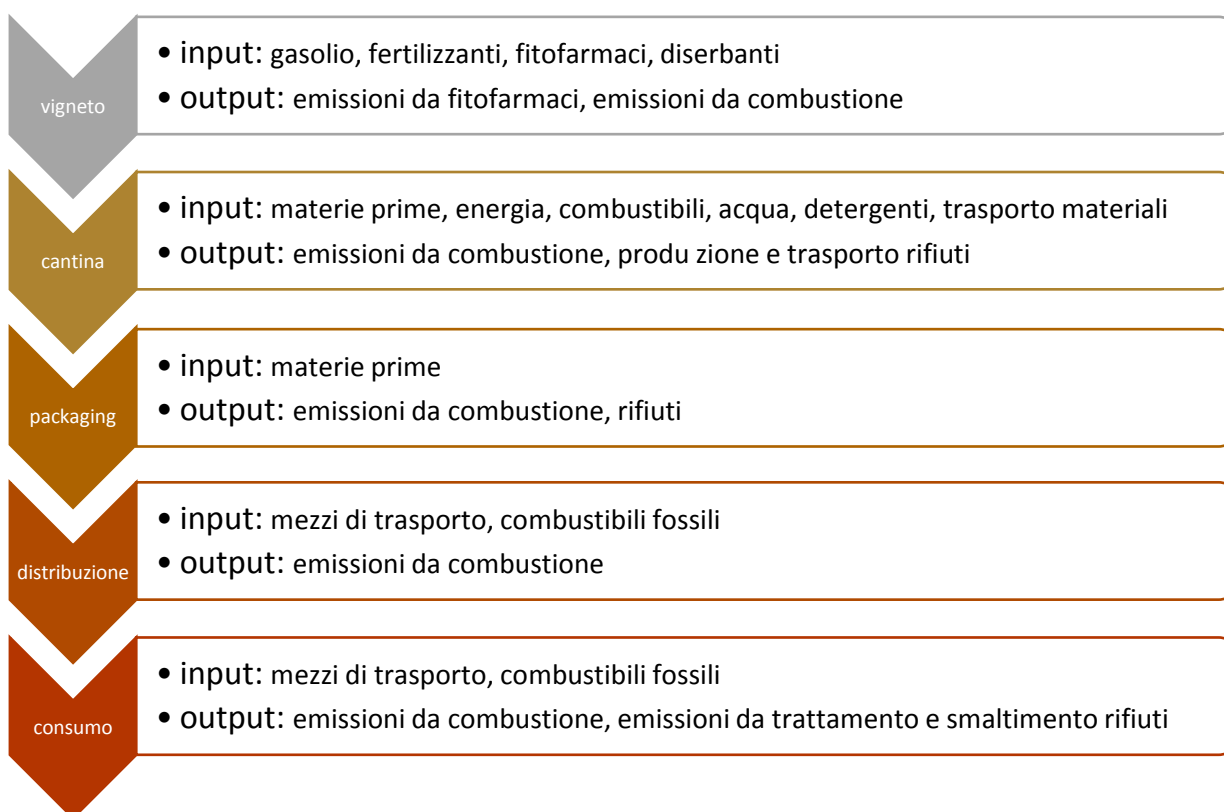 vigneto
• input: gasolio, fertilizzanti, fitofarmaci, diserbanti
• output: emissioni da fitofarmaci, emissioni da combustione
cantina
• input: materie prime, energia, combustibili, acqua, detergenti, trasporto materiali
• output: emissioni da combustione, produ zione e trasporto rifiuti
packaging
• input: materie prime
• output: emissioni da combustione, rifiuti
distribuzione
• input: mezzi di trasporto, combustibili fossili
• output: emissioni da combustione
consumo
• input: mezzi di trasporto, combustibili fossili
• output: emissioni da combustione, emissioni da trattamento e smaltimento rifiuti